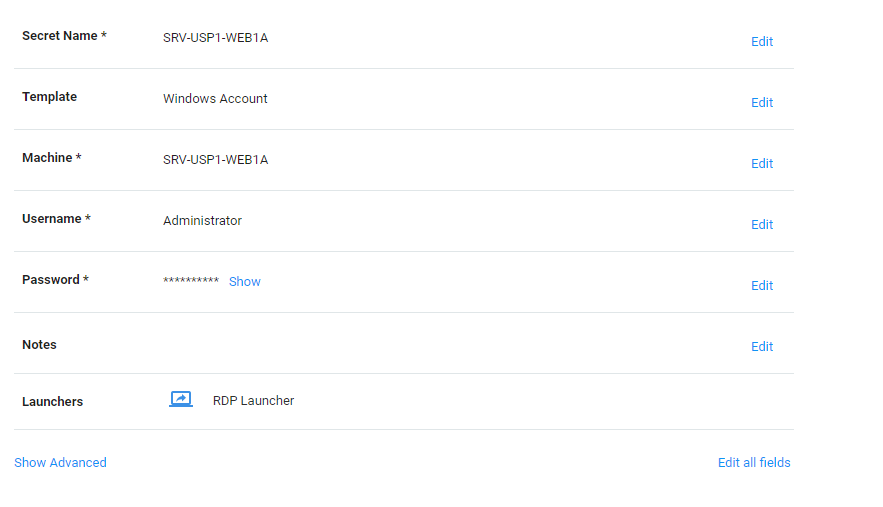 Secret Name * SRV-USP1-WEB1A Edit
Template Windows Account Edit
Machine * SRV-USP1-WEB1A Edit
Username * Administrator Edit
Password * ********** Show Edit
Notes Edit
Launchers RDP Launcher
Show Advanced Edit all fields